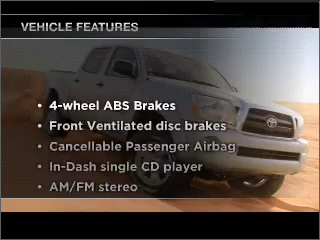 VEHICLE FEATURES
• 4-wheel ABS Brakes
• Front Ventilated disc brakes
• Cancellable Passenger Airbag
• In-Dash single CD player
• AM/FM stereo